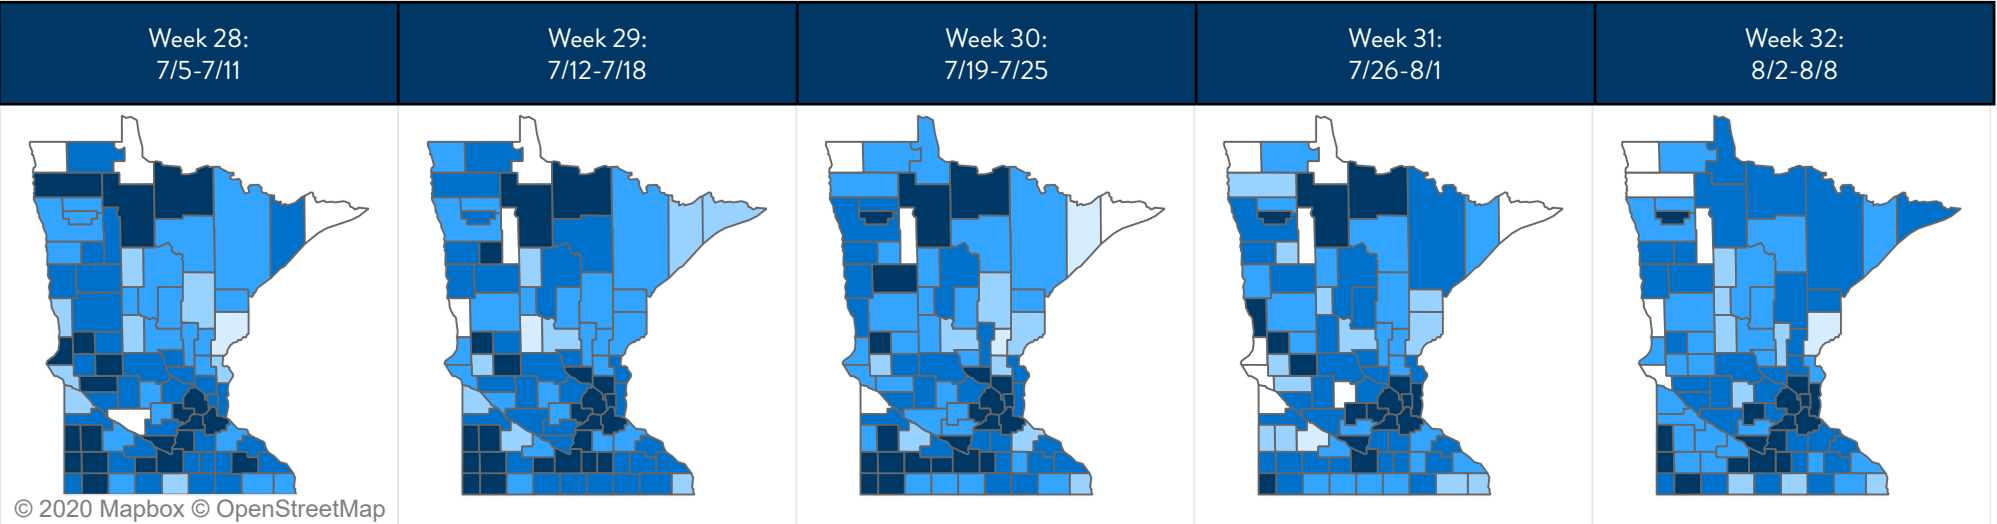 Week 28:
7/5-7/11
Week 29:
7/12-7/18
Week 30:
7/19-7/25
Week 31:
7/26-8/1
Week 32:
8/2-8/8
© 2020 Mapbox © OpenStreetMap